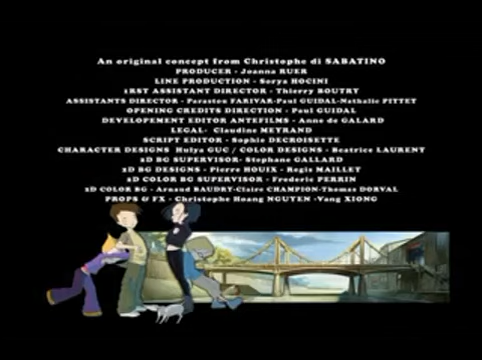 An original concept from Christophe di SABATINO
PRODUCER - Joanna RUER
LINE PRODUCTION - Sorya HOCINI
1RST ASSISTANT DIRECTOR - Thierry BOUTRY
ASSISTANTS DIRECTOR - Parastou FARIVAR-Paul GUIDAL-Nathalie PITTET
OPENING CREDITS DIRECTION - Paul GUIDAL
DEVELOPEMENT EDITOR ANTEFILMS - Anne de GALARD
LEGAL- Claudine MEYRAND
SCRIPT EDITOR - Sophie DECROISETTE
CHARACTER DESIGNS Hulya GUC / COLOR DESIGNS - Beatrice LAURENT
2D BG SUPERVISOR- Stephane GALLARD
2D BG DESIGNS - Pierre HOUIX - Regis MAILLET
2D COLOR BG SUPERVISOR - Frederic PERRIN
2D COLOR BG - Arnaud BAUDRY-Claire CHAMPION-Thomas DORVAL
PROPS & FX - Christophe Hoang NGUYEN -Vang XIONG